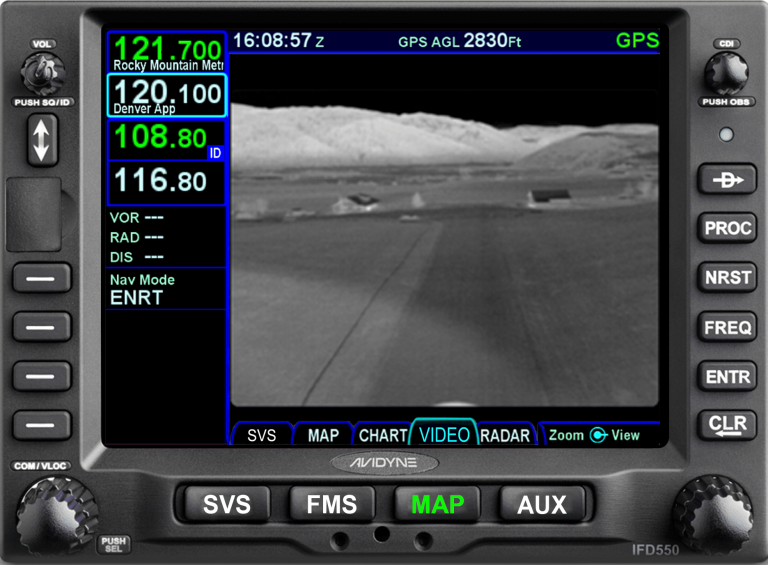 VOL
CDI
121.700
Rocky Mountain Metr
16:08:57 Z
GPS AGL 2830Ft
GPS
PUSH SQ/ID
PUSH OBS
120.100
Denver App
108.80
ID
116.80
VOR ---
RAD ---
DIS ---
Nav Mode
ENRT
D
PROC
NRST
FREQ
ENTR
CLR
SVS
MAP
CHART
VIDEO
RADAR
Zoom
View
AVIDYNE
COM/VLOC
PUSH
SEL
SVS
FMS
MAP
AUX
IFD550